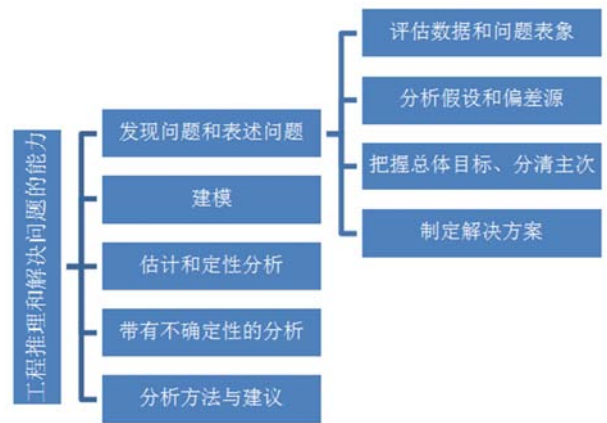 工程推理和解决问题的能力
发现问题和表述问题
建模
估计和定性分析
带有不确定性的分析
分析方法与建议
评估数据和问题表象
分析假设和偏差源
把握总体目标、分清主次
制定解决方案